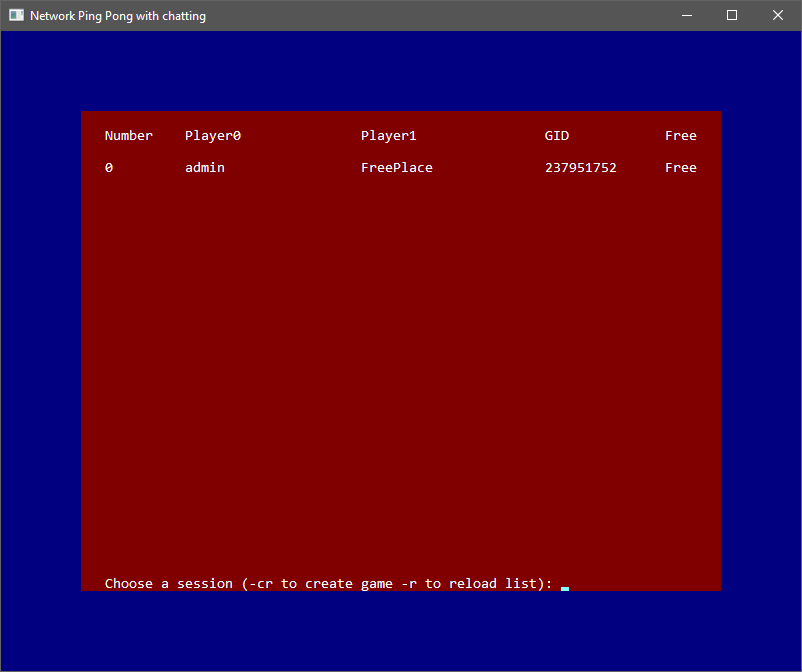 Network Ping Pong with chatting
Number Player0 Player1 GID Free
0 admin FreePlace 237951752 Free
Choose a session (-cr to create game -r to reload list):